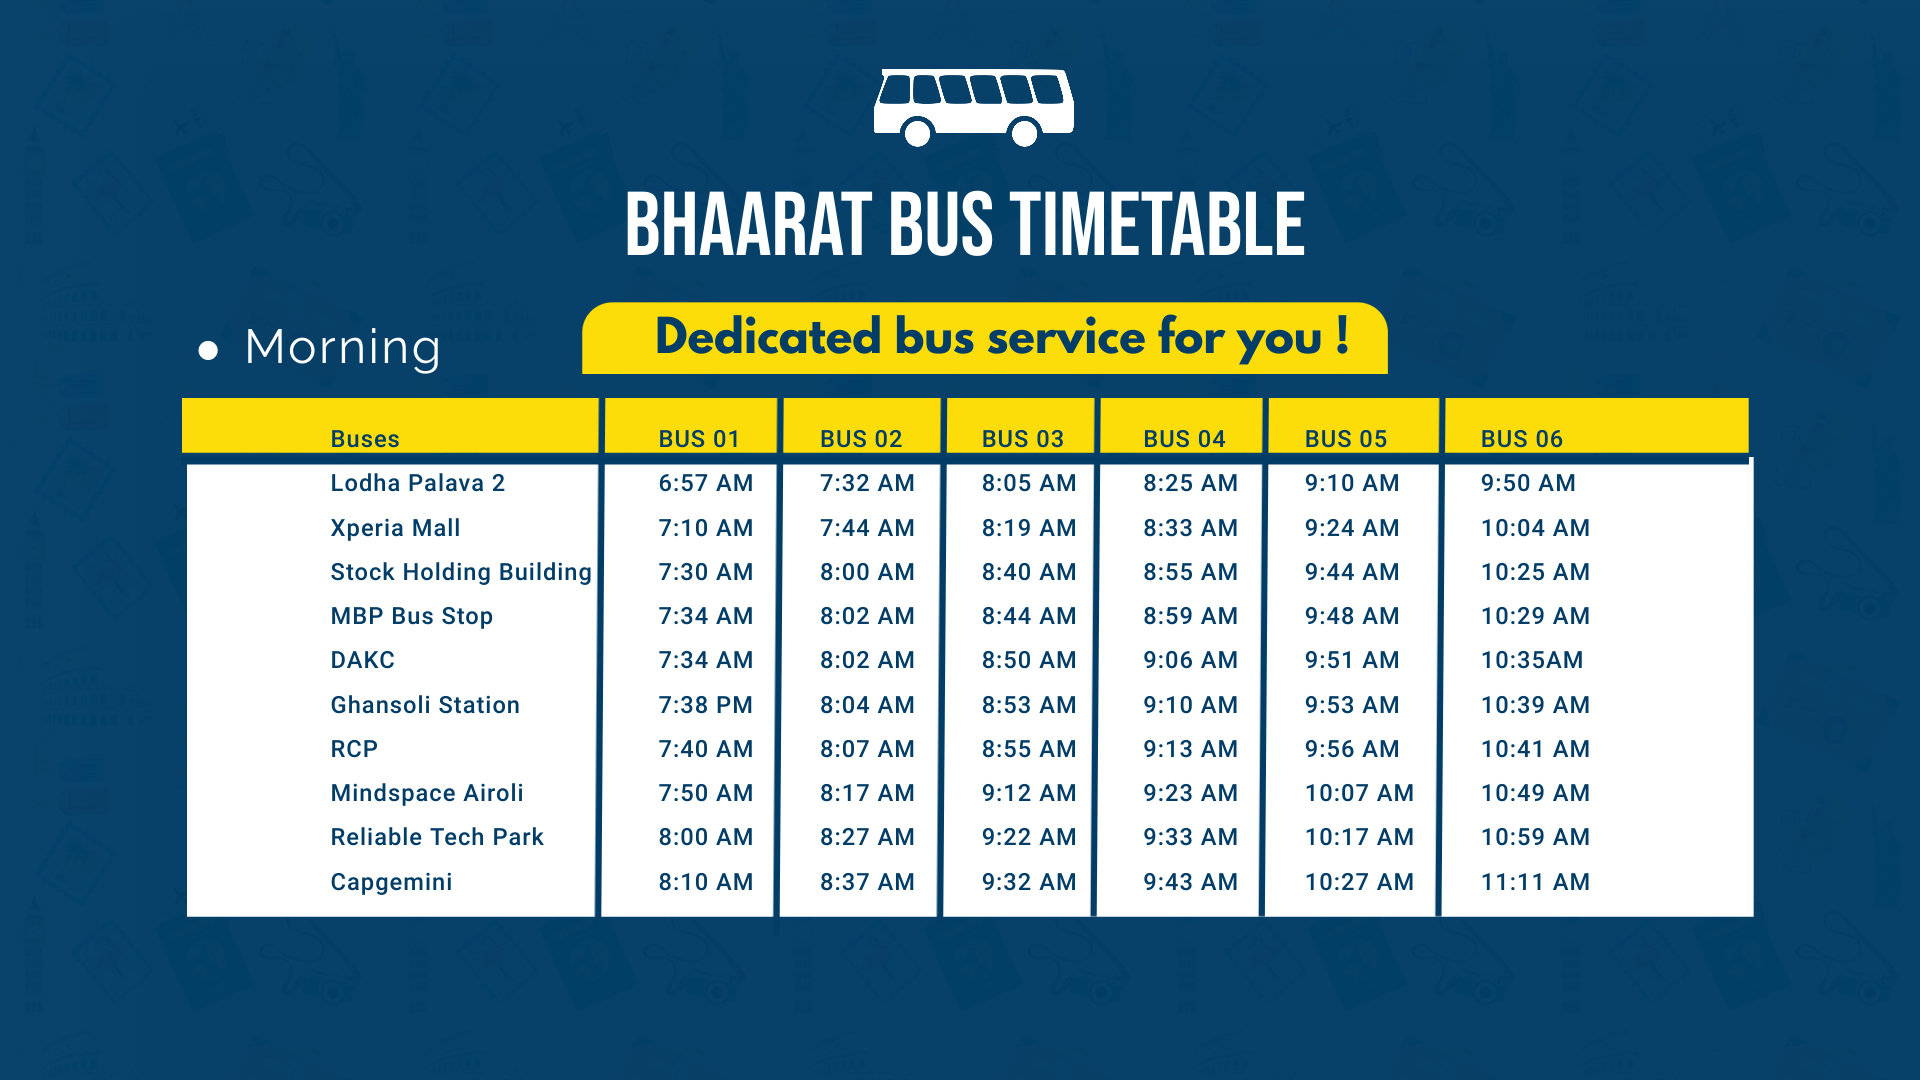 BHAARAT BUS TIMETABLE
• Morning
Dedicated bus service for you !
Buses BUS 01 BUS 02 BUS 03 BUS 04 BUS 05 BUS 06
Lodha Palava 2 6:57 AM 7:32 AM 8:05 AM 8:25 AM 9:10 AM 9:50 AM
Xperia Mall 7:10 AM 7:44 AM 8:19 AM 8:33 AM 9:24 AM 10:04 AM
Stock Holding Building 7:30 AM 8:00 AM 8:40 AM 8:55 AM 9:44 AM 10:25 AM
MBP Bus Stop 7:34 AM 8:02 AM 8:44 AM 8:59 AM 9:48 AM 10:29 AM
DAKC 7:34 AM 8:02 AM 8:50 AM 9:06 AM 9:51 AM 10:35AM
Ghansoli Station 7:38 PM 8:04 AM 8:53 AM 9:10 AM 9:53 AM 10:39 AM
RCP 7:40 AM 8:07 AM 8:55 AM 9:13 AM 9:56 AM 10:41 AM
Mindspace Airoli 7:50 AM 8:17 AM 9:12 AM 9:23 AM 10:07 AM 10:49 AM
Reliable Tech Park 8:00 AM 8:27 AM 9:22 AM 9:33 AM 10:17 AM 10:59 AM
Capgemini 8:10 AM 8:37 AM 9:32 AM 9:43 AM 10:27 AM 11:11 AM